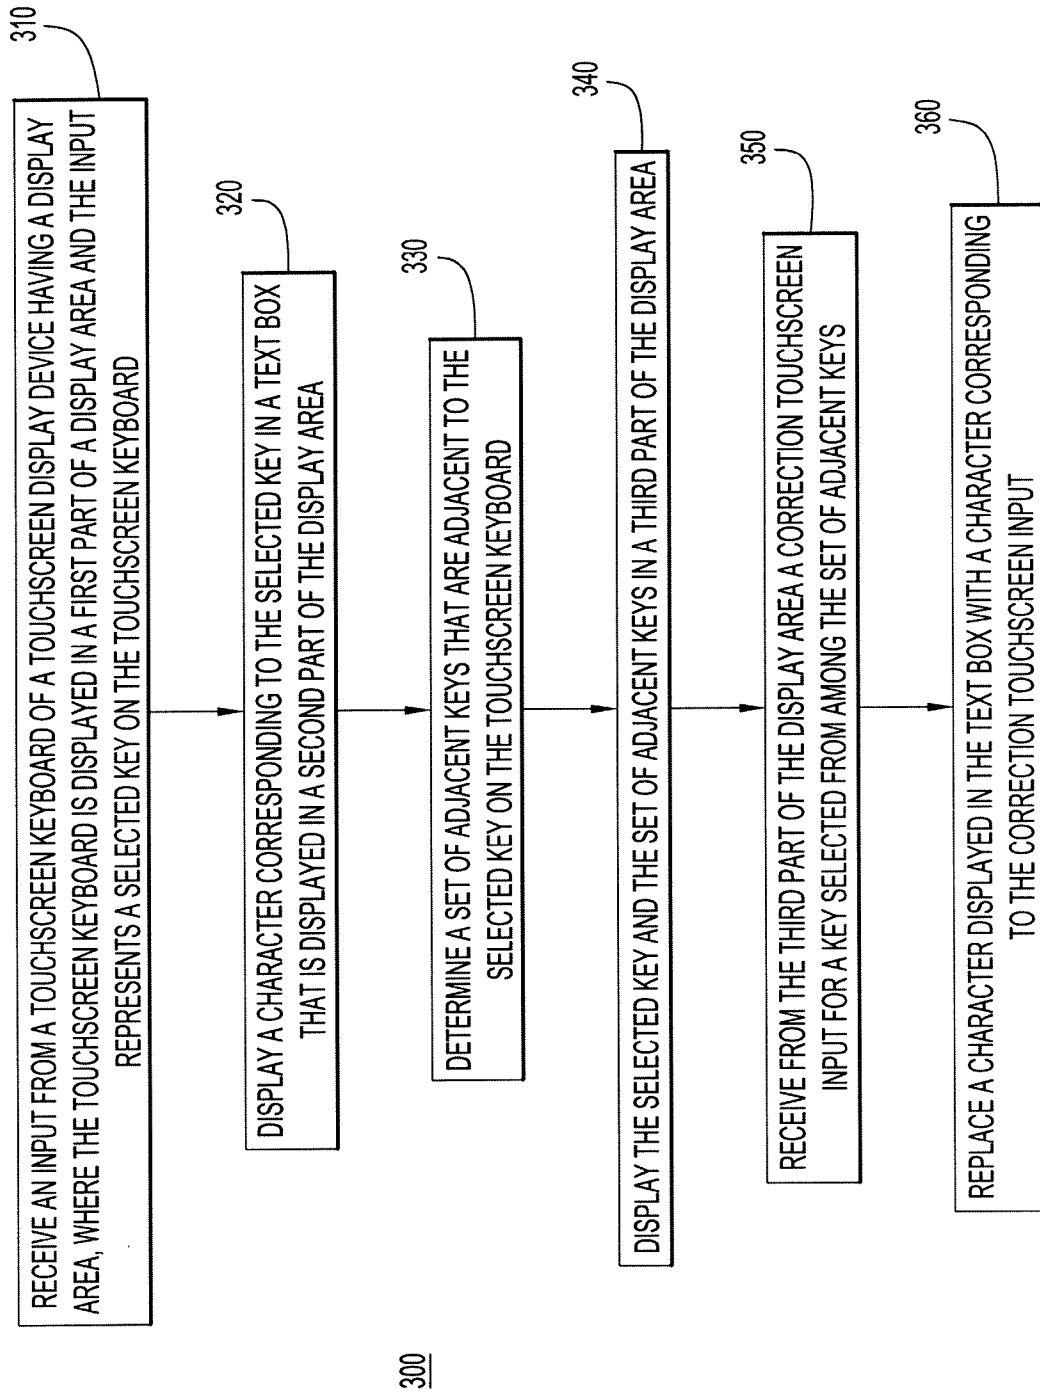 300
310
RECEIVE AN INPUT FROM A TOUCHSCREEN KEYBOARD OF A TOUCHSCREEN DISPLAY DEVICE HAVING A DISPLAY
AREA, WHERE THE TOUCHSCREEN KEYBOARD IS DISPLAYED IN A FIRST PART OF A DISPLAY AREA AND THE INPUT
REPRESENTS A SELECTED KEY ON THE TOUCHSCREEN KEYBOARD
320
DISPLAY A CHARACTER CORRESPONDING TO THE SELECTED KEY IN A TEXT BOX
THAT IS DISPLAYED IN A SECOND PART OF THE DISPLAY AREA
330
DETERMINE A SET OF ADJACENT KEYS THAT ARE ADJACENT TO THE
SELECTED KEY ON THE TOUCHSCREEN KEYBOARD
340
DISPLAY THE SELECTED KEY AND THE SET OF ADJACENT KEYS IN A THIRD PART OF THE DISPLAY AREA
350
RECEIVE FROM THE THIRD PART OF THE DISPLAY AREA A CORRECTION TOUCHSCREEN
INPUT FOR A KEY SELECTED FROM AMONG THE SET OF ADJACENT KEYS
360
REPLACE A CHARACTER DISPLAYED IN THE TEXT BOX WITH A CHARACTER CORRESPONDING
TO THE CORRECTION TOUCHSCREEN INPUT